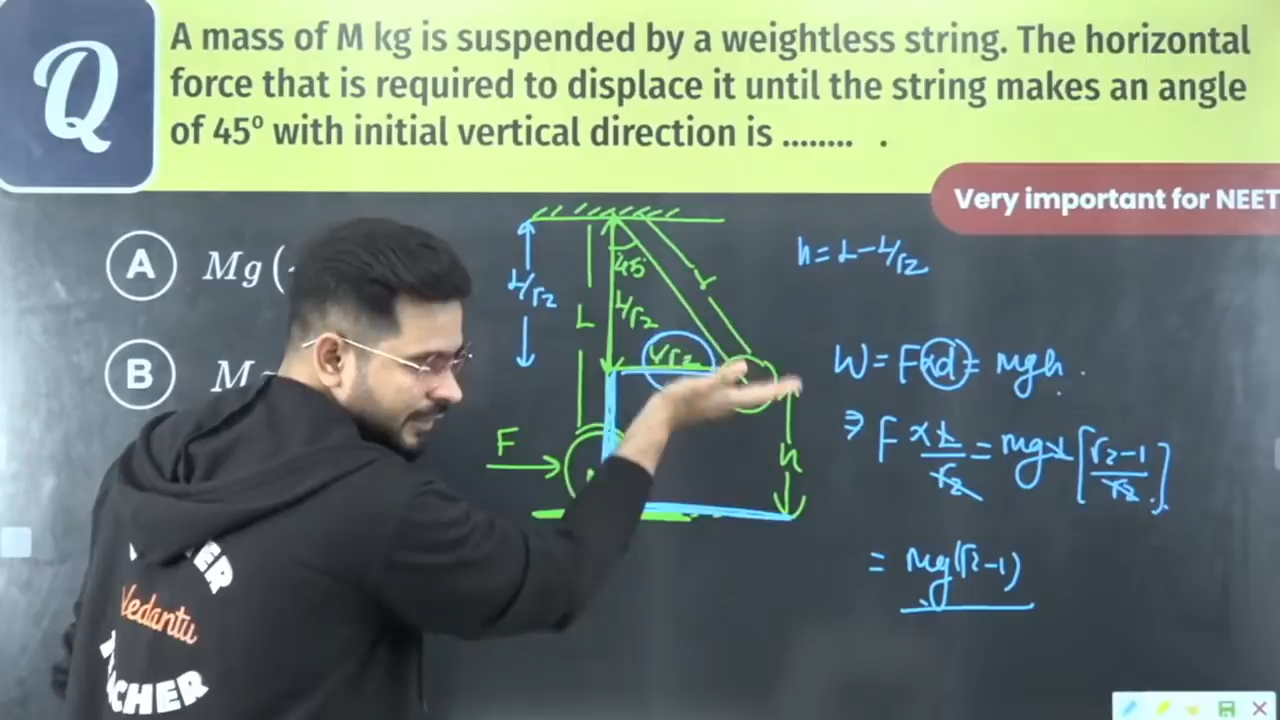 Q
A mass of M kg is suspended by a weightless string. The horizontal
force that is required to displace it until the string makes an angle
of 45º with initial vertical direction is ........ .
Very important for NEET
A Mg(
B M
L/√2
45
L/√2
L
L
L/√2
F
h
h = L - L/√2
W = F×d = mgh.
⇒ F × L/√2 = mg L [√2-1/√2]
= Mg(√2-1)
Vedantu